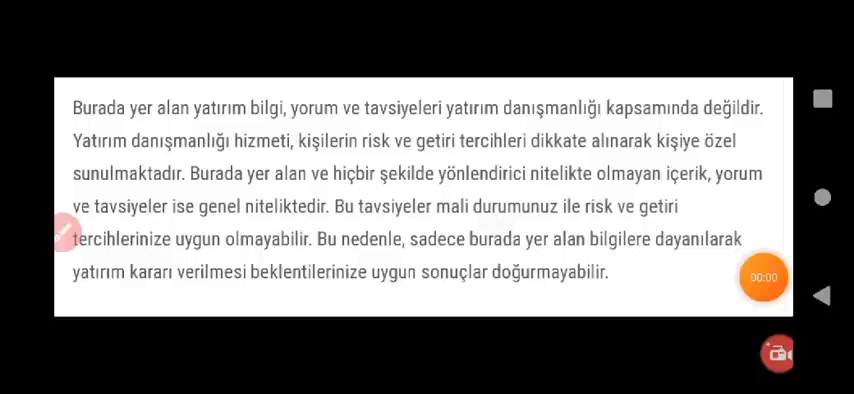 Burada yer alan yatırım bilgi, yorum ve tavsiyeleri yatırım danışmanlığı kapsamında değildir.
Yatırım danışmanlığı hizmeti, kişilerin risk ve getiri tercihleri dikkate alınarak kişiye özel
sunulmaktadır. Burada yer alan ve hiçbir şekilde yönlendirici nitelikte olmayan içerik, yorum
ve tavsiyeler ise genel niteliktedir. Bu tavsiyeler mali durumunuz ile risk ve getiri
tercihlerinize uygun olmayabilir. Bu nedenle, sadece burada yer alan bilgilere dayanılarak
yatırım kararı verilmesi beklentilerinize uygun sonuçlar doğurmayabilir.
00:00